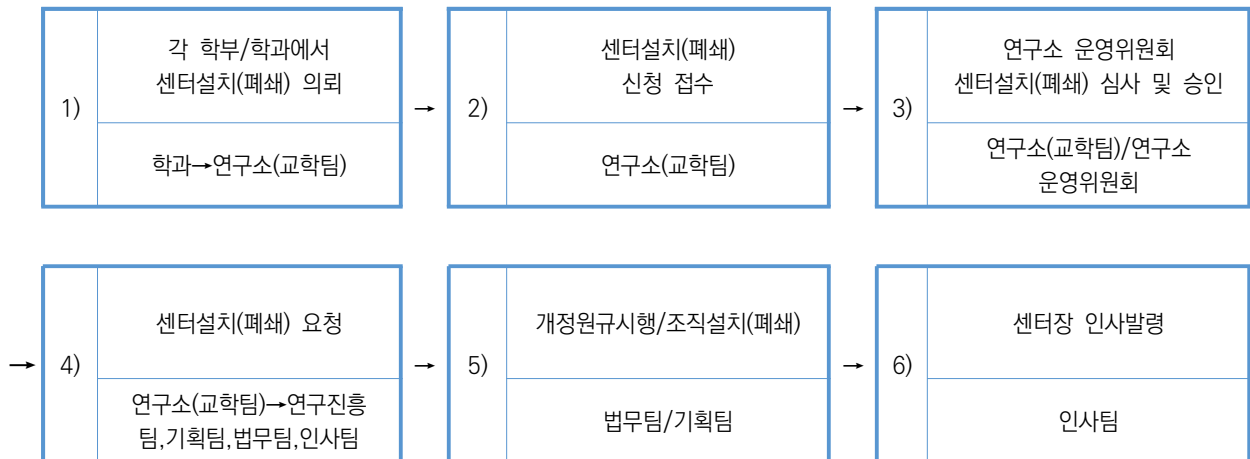 1)
각 학부/학과에서
센터설치(폐쇄) 의뢰
학과→연구소(교학팀)
→
2)
센터설치(폐쇄)
신청 접수
연구소(교학팀)
→
3)
연구소 운영위원회
센터설치(폐쇄) 심사 및 승인
연구소(교학팀)/연구소
운영위원회
→
4)
센터설치(폐쇄) 요청
연구소(교학팀)→연구진흥
팀,기획팀,법무팀,인사팀
→
5)
개정원규시행/조직설치(폐쇄)
법무팀/기획팀
→
6)
센터장 인사발령
인사팀